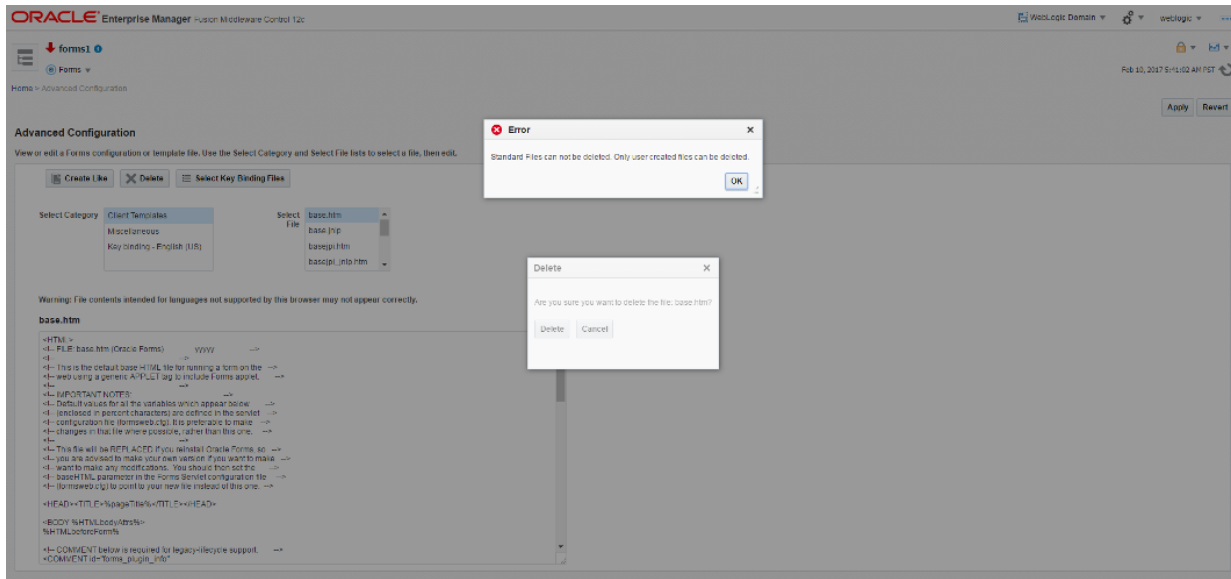 ORACLE Enterprise Manager Fusion Middleware Control 12c
WebLogic Domain
weblogic
forms1
Forms
Feb 10, 2017 5:41:02 AM PST
Home > Advanced Configuration
Apply Revert
Advanced Configuration
View or edit a Forms configuration or template file. Use the Select Category and Select File lists to select a file, then edit.
Create Like Delete Select Key Binding Files
Select Category
Client Templates
Miscellaneous
Key binding - English (US)
Select File
base.htm
base.jnlp
basejpi.htm
basejpi_jnlp.htm
Error
Standard Files can not be deleted. Only user created files can be deleted.
OK
Delete
Are you sure you want to delete the file: base.htm?
Delete Cancel
Warning: File contents intended for languages not supported by this browser may not appear correctly.
base.htm
<HTML>
<!-- FILE: base.htm (Oracle Forms) yyyyy -->
<!-- -->
<!-- This is the default base HTML file for running a form on the -->
<!-- web using a generic APPLET tag to include Forms applet. -->
<!-- -->
<!-- IMPORTANT NOTES: -->
<!-- Default values for all the variables which appear below -->
<!-- (enclosed in percent characters) are defined in the servlet -->
<!-- configuration file (formsweb.cfg). It is preferable to make -->
<!-- changes in that file where possible, rather than this one. -->
<!-- -->
<!-- This file will be REPLACED if you reinstall Oracle Forms, so -->
<!-- you are advised to make your own version if you want to make -->
<!-- want to make any modifications. You should then set the -->
<!-- baseHTML parameter in the Forms Servlet configuration file -->
<!-- (formsweb.cfg) to point to your new file instead of this one. -->
<HEAD><TITLE>%pageTitle%</TITLE></HEAD>
<BODY %HTMLbodyAttrs%>
%HTMLbeforeForm%
<!-- COMMENT below is required for legacy-lifecycle support. -->
<COMMENT id="forms_plugin_info"